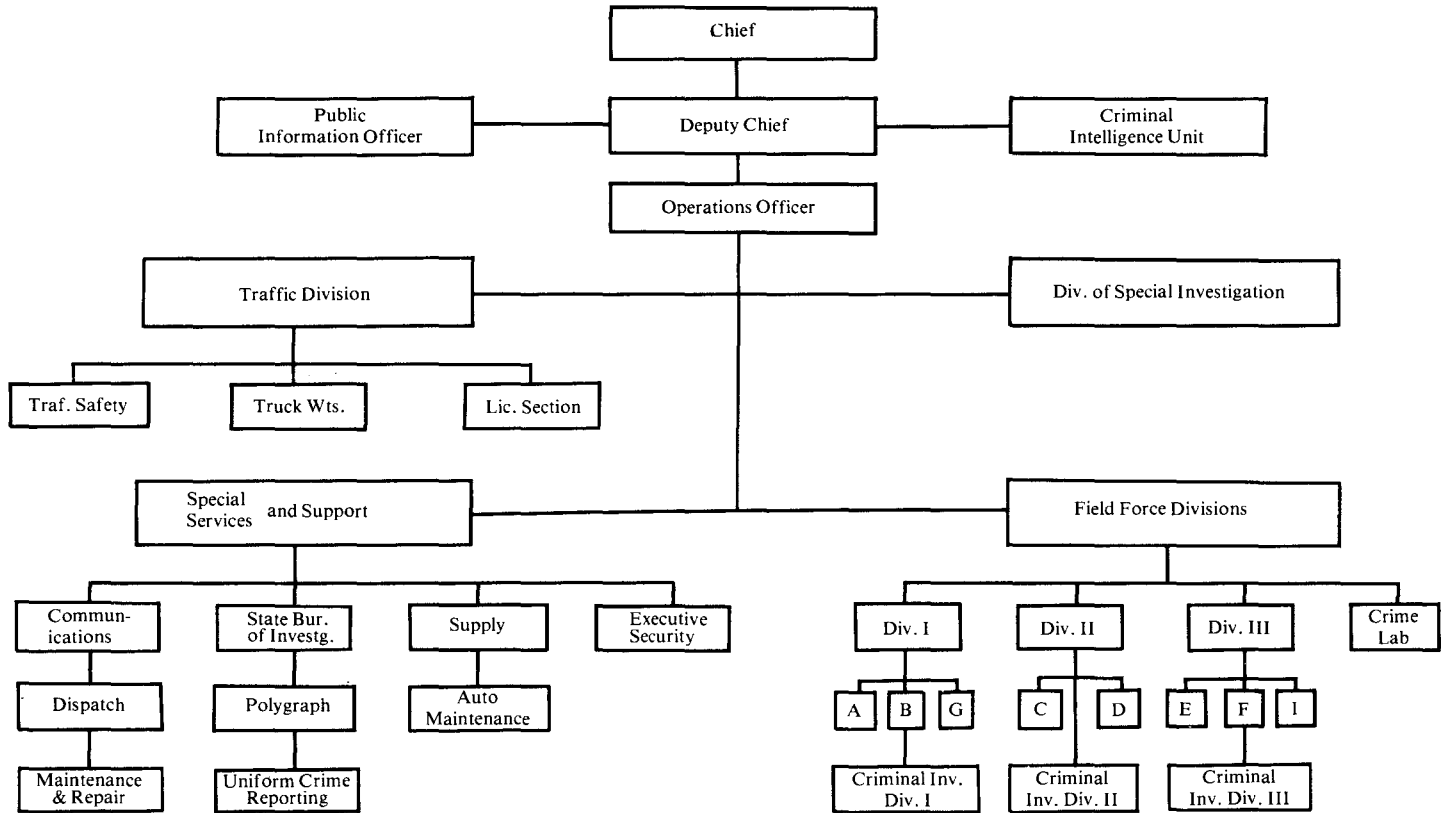 Chief
Public
Information Officer
Deputy Chief
Criminal
Intelligence Unit
Operations Officer
Traffic Division
Div. of Special Investigation
Traf. Safety
Truck Wts.
Lic. Section
Special
Services and Support
Field Force Divisions
Commun-
ications
State Bur.
of Investg.
Supply
Executive
Security
Div. I
Div. II
Div. III
Crime
Lab
Dispatch
Polygraph
Auto
Maintenance
A
B
G
C
D
E
F
I
Maintenance
& Repair
Uniform Crime
Reporting
Criminal Inv.
Div. I
Criminal
Inv. Div. II
Criminal
Inv. Div. III